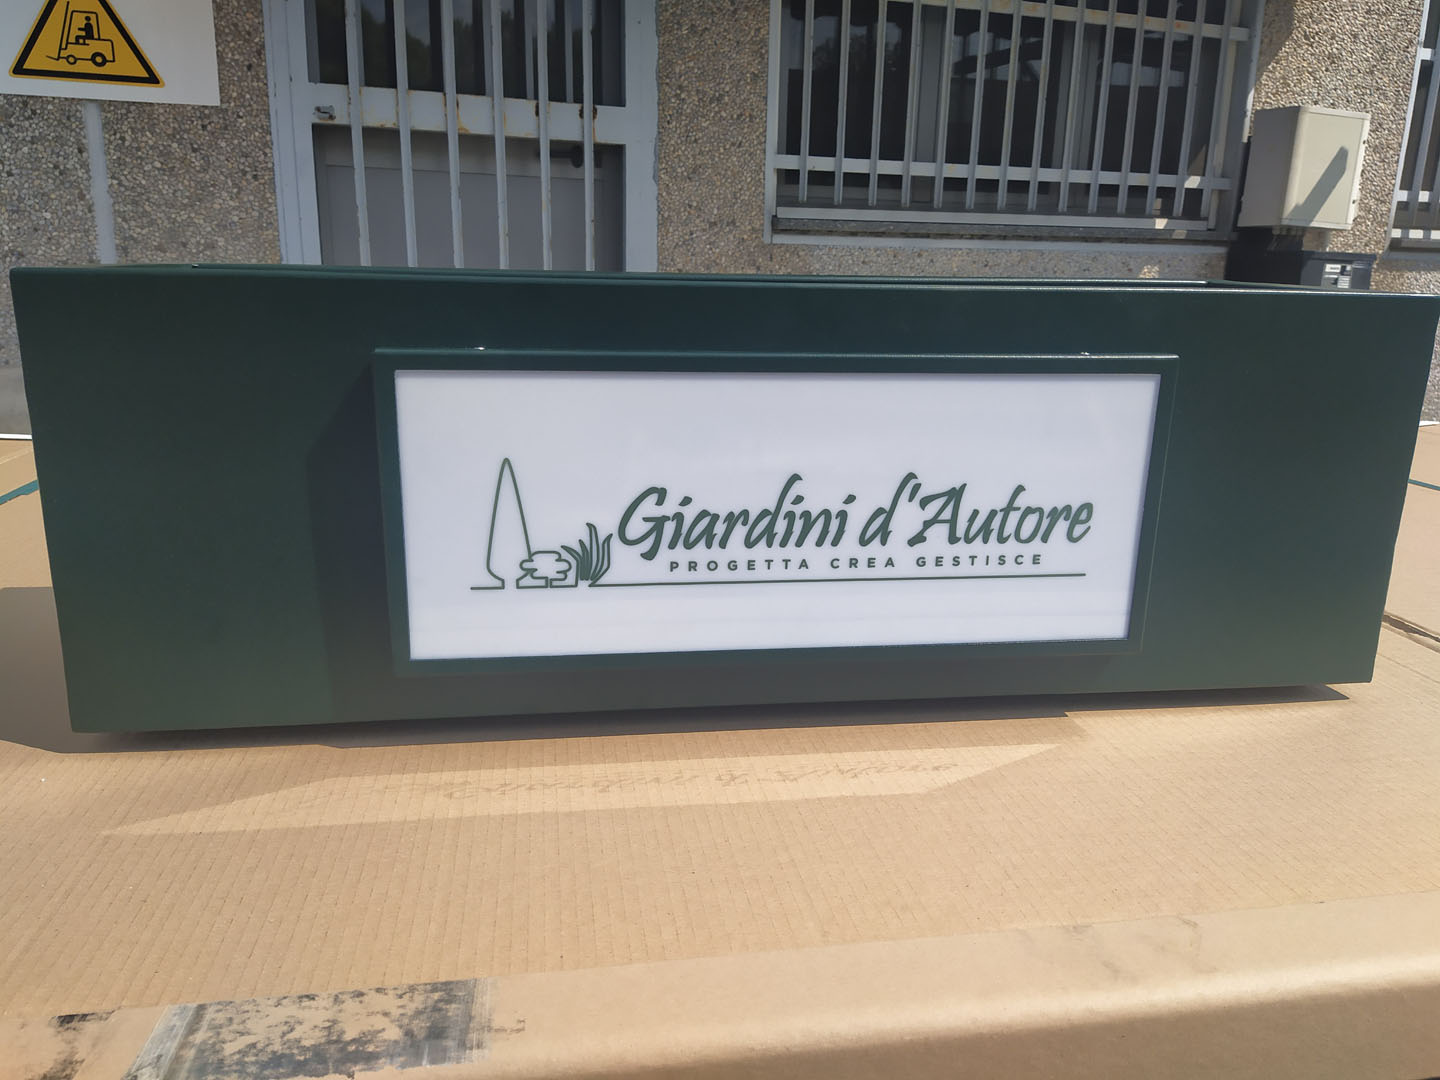 Giardini d'Autore
PROGETTA CREA GESTISCE